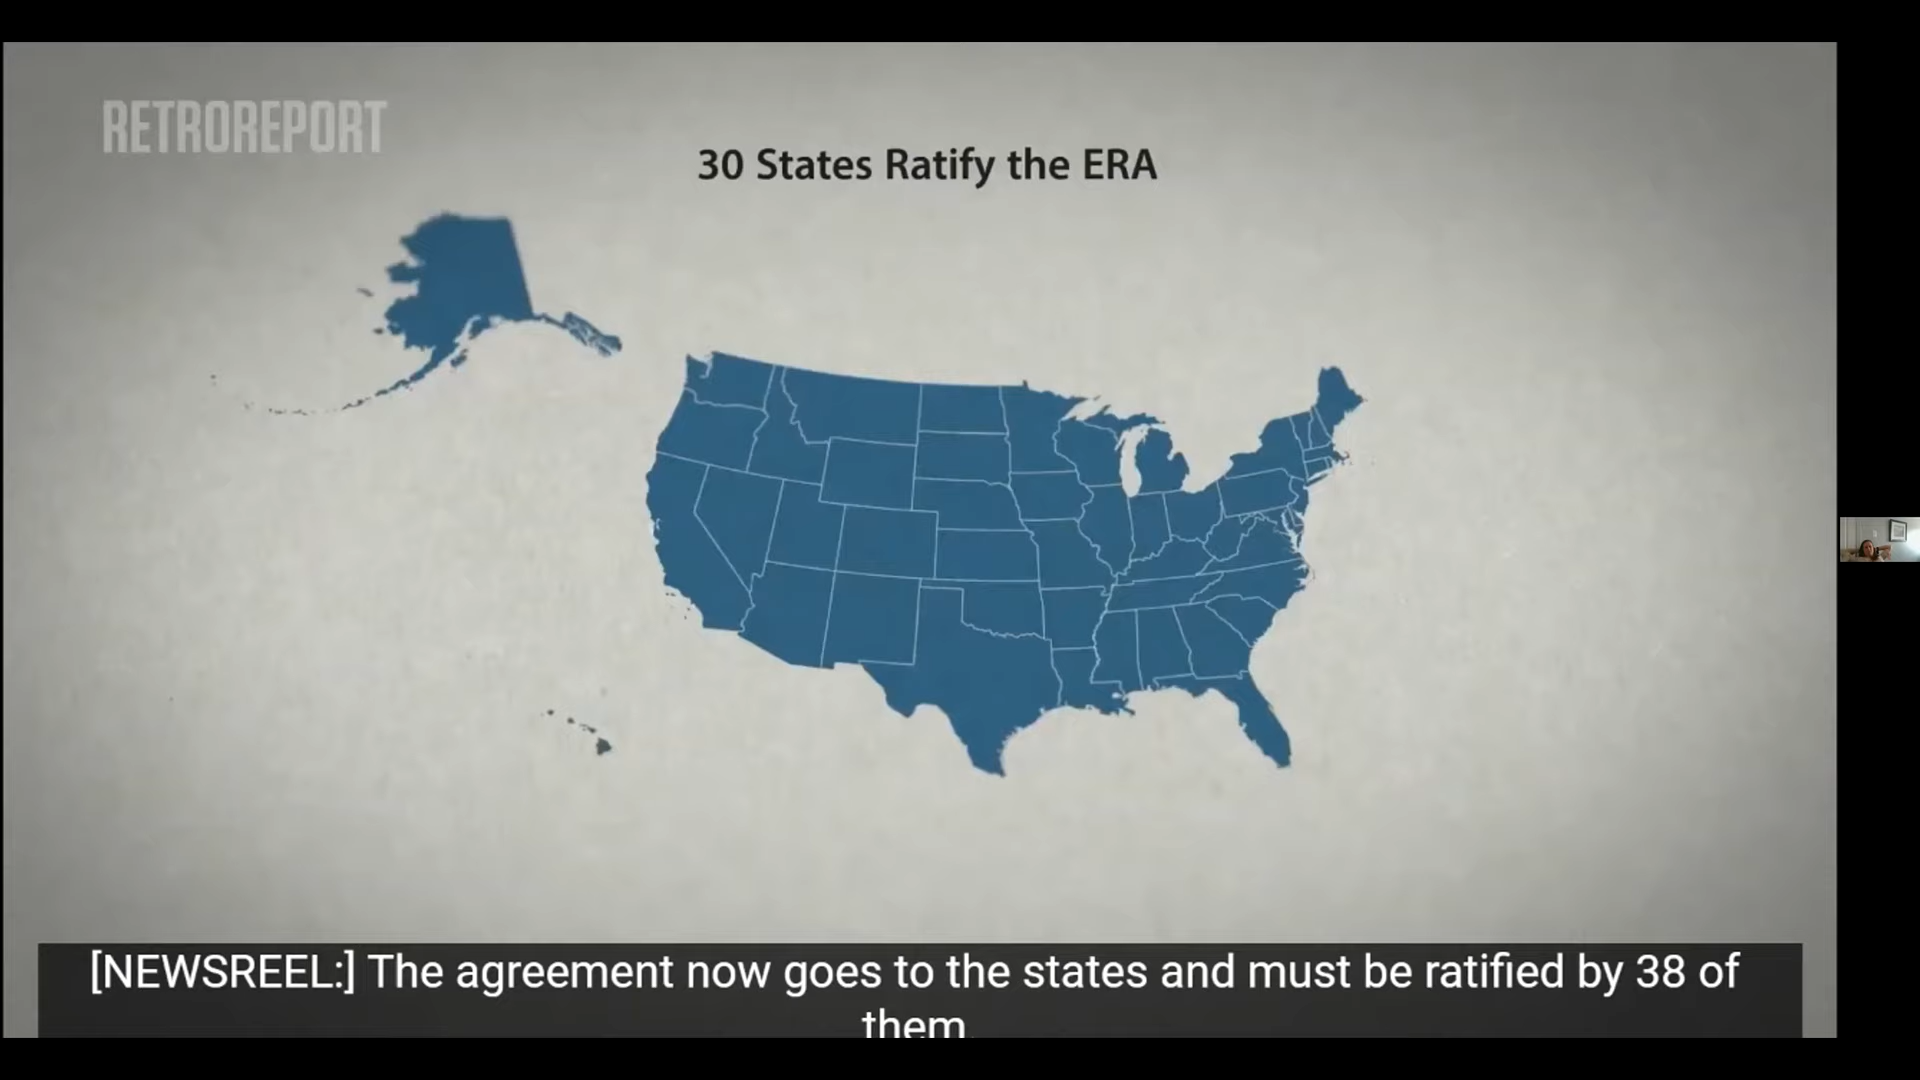 RETROREPORT
30 States Ratify the ERA
[NEWSREEL:] The agreement now goes to the states and must be ratified by 38 of
them.